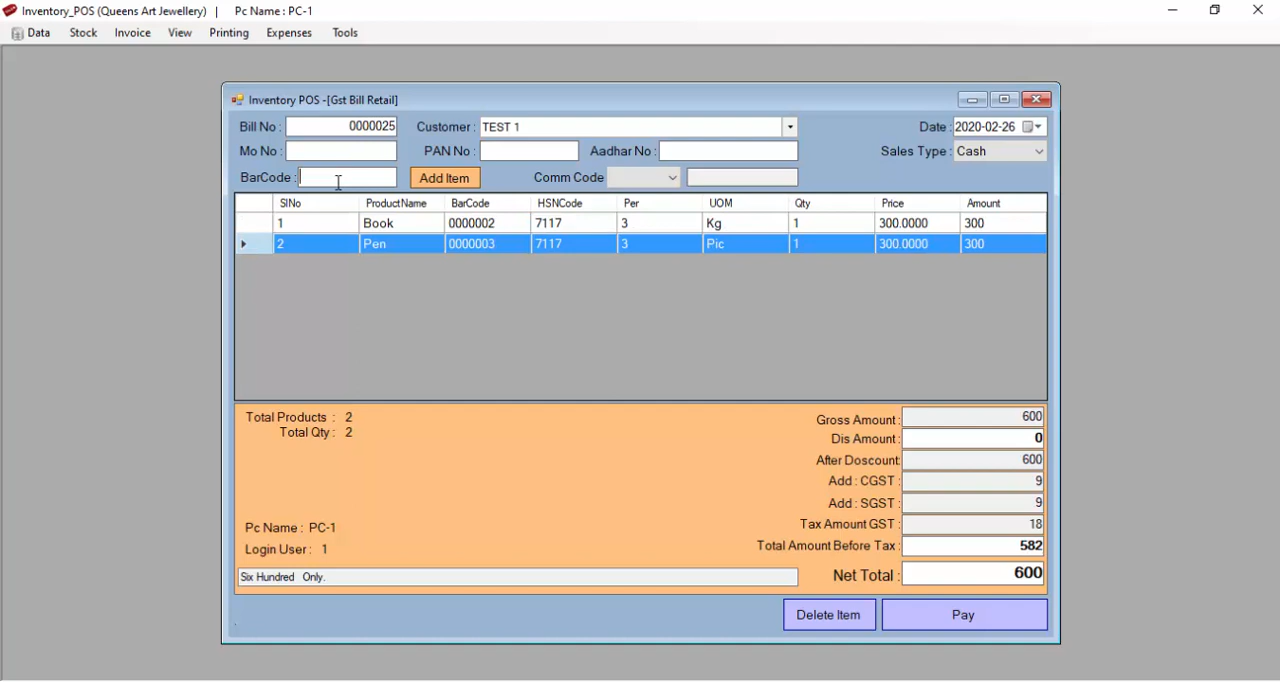 Inventory_POS (Queens Art Jewellery) | Pc Name : PC-1
Data Stock Invoice View Printing Expenses Tools
Inventory POS -[Gst Bill Retail]
Bill No : 0000025 Customer : TEST 1 Date : 2020-02-26
Mo No : PAN No : Aadhar No : Sales Type : Cash
BarCode : Add Item Comm Code
SlNo ProductName BarCode HSNCode Per UOM Qty Price Amount
1 Book 0000002 7117 3 Kg 1 300.0000 300
2 Pen 0000003 7117 3 Pic 1 300.0000 300
Total Products : 2
Total Qty : 2
Gross Amount : 600
Dis Amount : 0
After Doscount: 600
Add : CGST : 9
Add : SGST : 9
Tax Amount GST : 18
Total Amount Before Tax : 582
Pc Name : PC-1
Login User : 1
Six Hundred Only.
Net Total : 600
Delete Item Pay